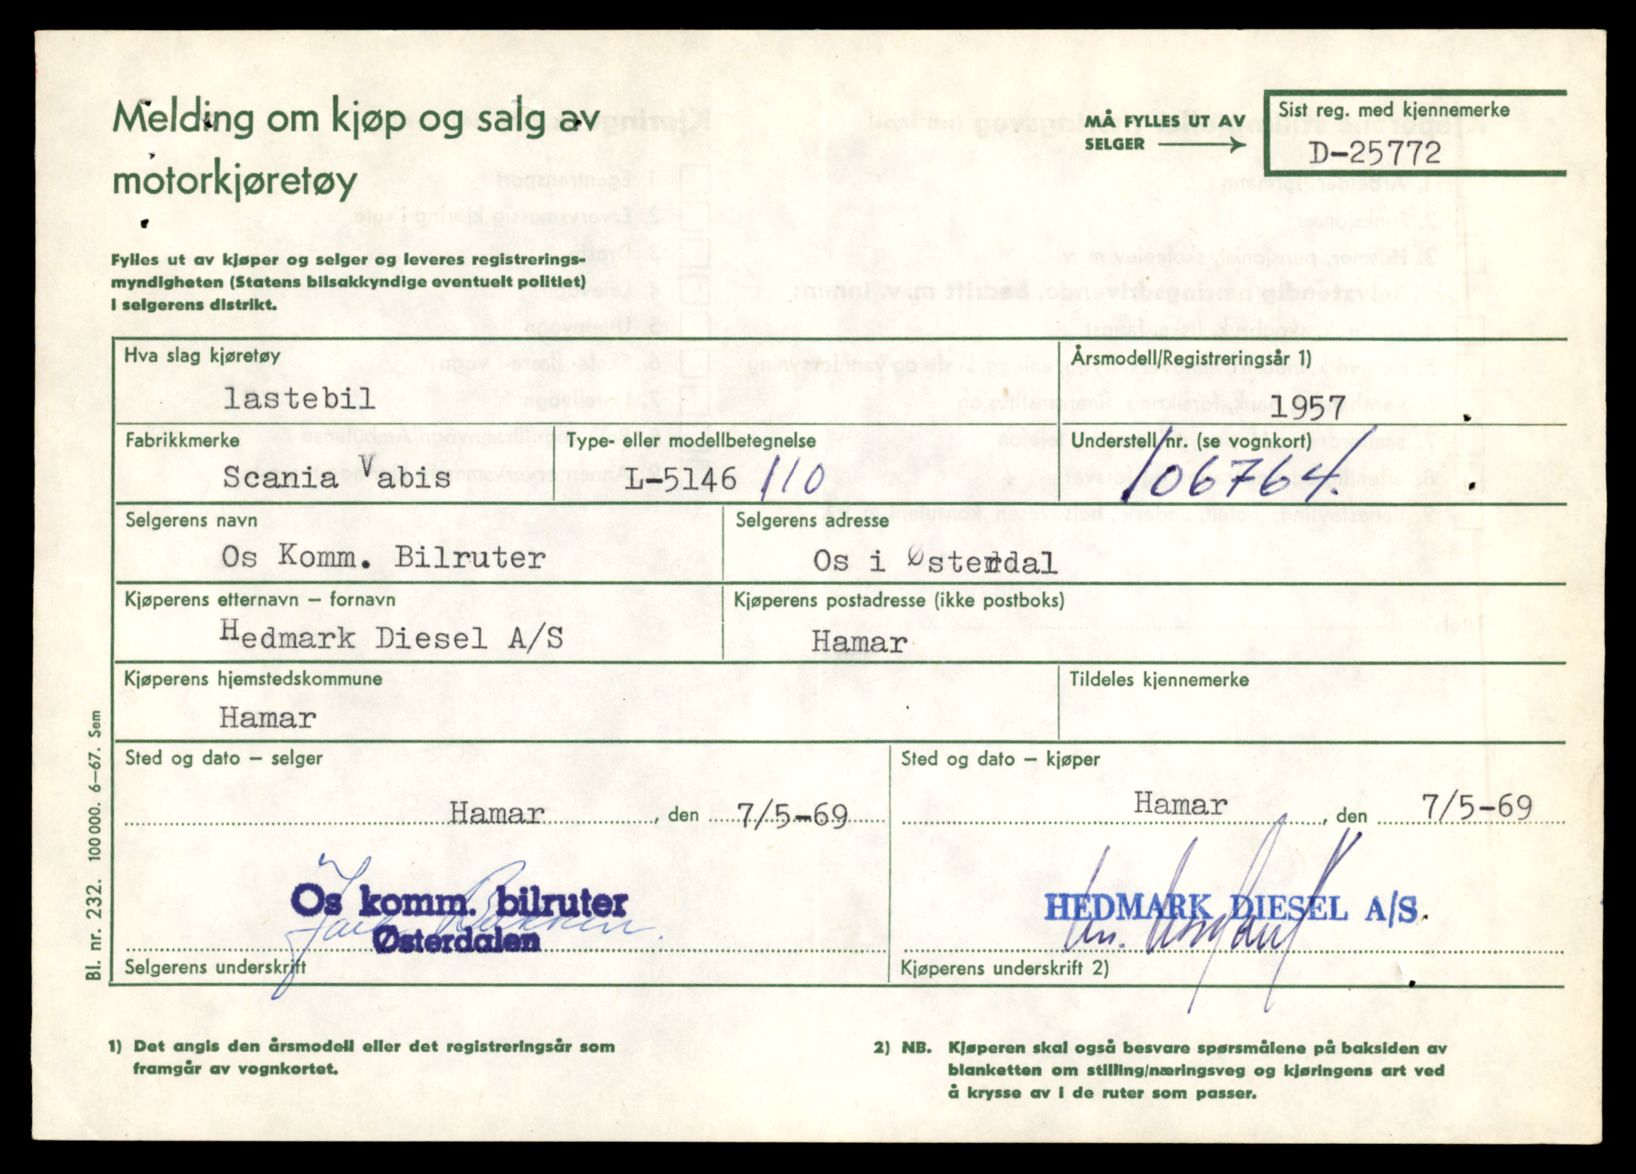 Melding om kjøp og salg av
motorkjøretøy
MÅ FYLLES UT AV
SELGER
Sist reg. med kjennemerke
D-25772
Fylles ut av kjøper og selger og leveres registrerings-
myndigheten (Statens bilsakkyndige eventuelt politiet)
i selgerens distrikt.
Hva slag kjøretøy
lastebil
Årsmodell/Registreringsår 1)
1957
Fabrikkmerke
Scania Vabis
Type- eller modellbetegnelse
L-5146 110
Understell nr. (se vognkort)
106764.
Selgerens navn
Os Komm. Bilruter
Selgerens adresse
Os i Østerdal
Kjøperens etternavn – fornavn
Hedmark Diesel A/S
Kjøperens postadresse (ikke postboks)
Hamar
Kjøperens hjemstedskommune
Hamar
Tildeles kjennemerke
Sted og dato – selger
Hamar, den 7/5-69
Sted og dato – kjøper
Hamar, den 7/5-69
Os komm. bilruter
Østerdalen
Selgerens underskrift
HEDMARK DIESEL A/S
Kjøperens underskrift 2)
Bl. nr. 232. 100 000. 6–67. Sem
1) Det angis den årsmodell eller det registreringsår som
framgår av vognkortet.
2) NB. Kjøperen skal også besvare spørsmålene på baksiden av
blanketten om stilling/næringsveg og kjøringens art ved
å krysse av i de ruter som passer.